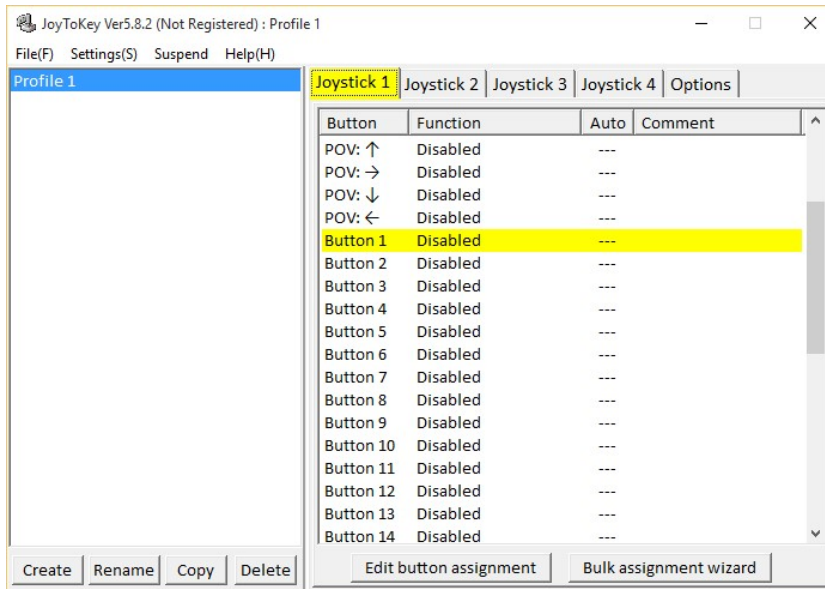 JoyToKey Ver5.8.2 (Not Registered) : Profile 1
File(F) Settings(S) Suspend Help(H)
Profile 1
Joystick 1 Joystick 2 Joystick 3 Joystick 4 Options
Button Function Auto Comment
POV: ↑ Disabled ---
POV: → Disabled ---
POV: ↓ Disabled ---
POV: ← Disabled ---
Button 1 Disabled ---
Button 2 Disabled ---
Button 3 Disabled ---
Button 4 Disabled ---
Button 5 Disabled ---
Button 6 Disabled ---
Button 7 Disabled ---
Button 8 Disabled ---
Button 9 Disabled ---
Button 10 Disabled ---
Button 11 Disabled ---
Button 12 Disabled ---
Button 13 Disabled ---
Button 14 Disabled ---
Create Rename Copy Delete Edit button assignment Bulk assignment wizard